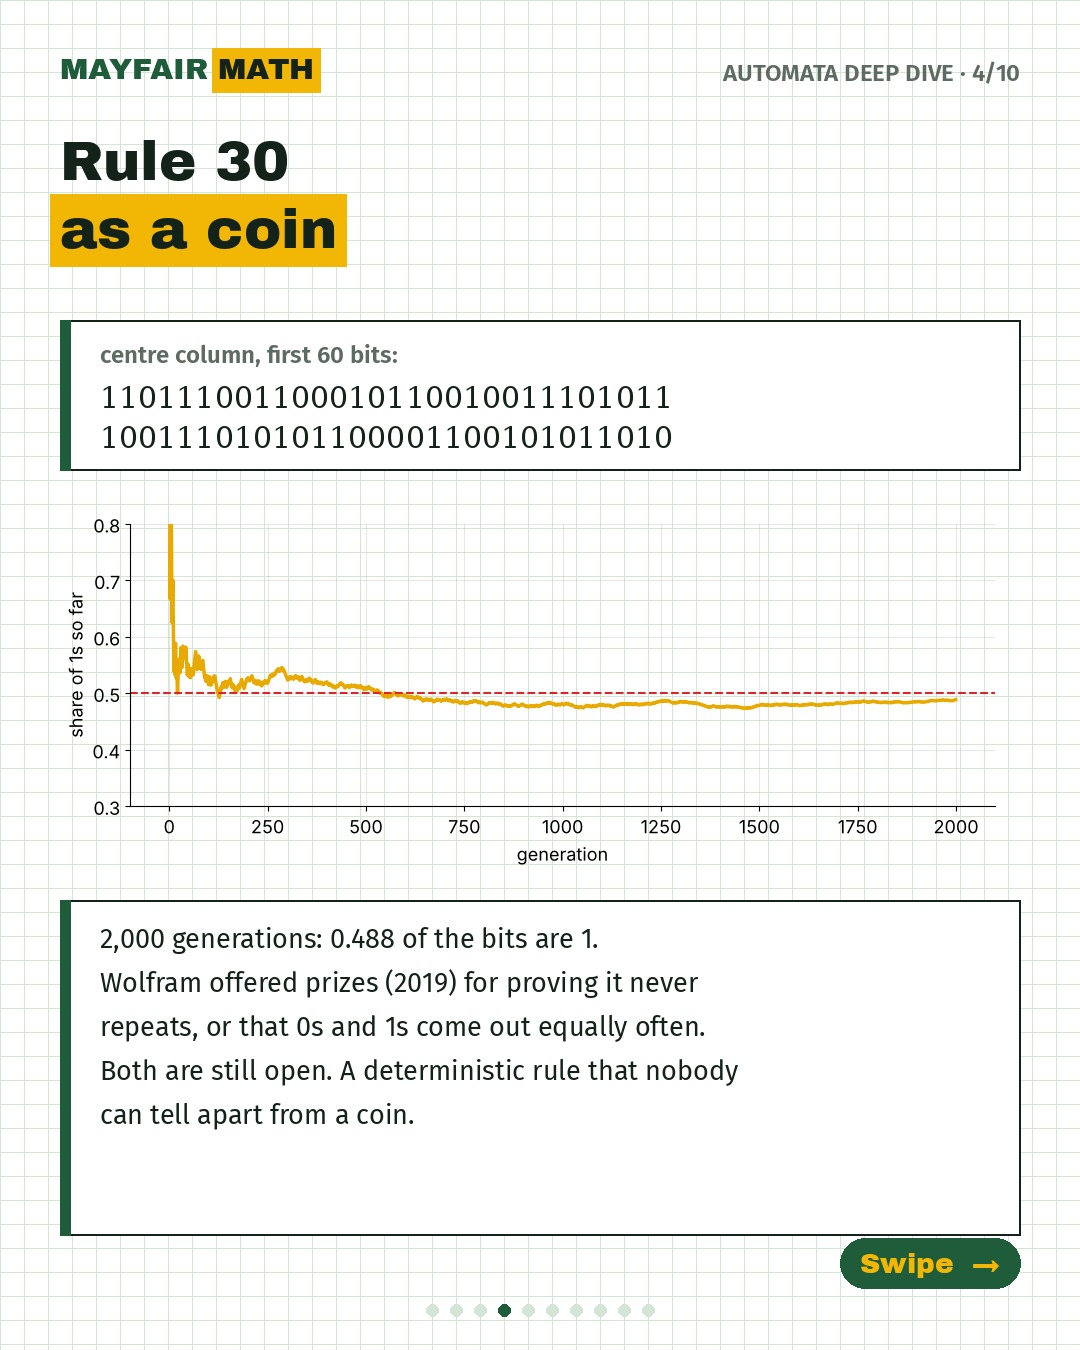 MAYFAIR MATH
AUTOMATA DEEP DIVE · 4/10
Rule 30
as a coin
centre column, first 60 bits:
110111001100010110010011101011
100111010101100001100101011010
0.8
0.7
0.6
0.5
0.4
0.3
share of 1s so far
0 250 500 750 1000 1250 1500 1750 2000
generation
2,000 generations: 0.488 of the bits are 1.
Wolfram offered prizes (2019) for proving it never
repeats, or that 0s and 1s come out equally often.
Both are still open. A deterministic rule that nobody
can tell apart from a coin.
Swipe →